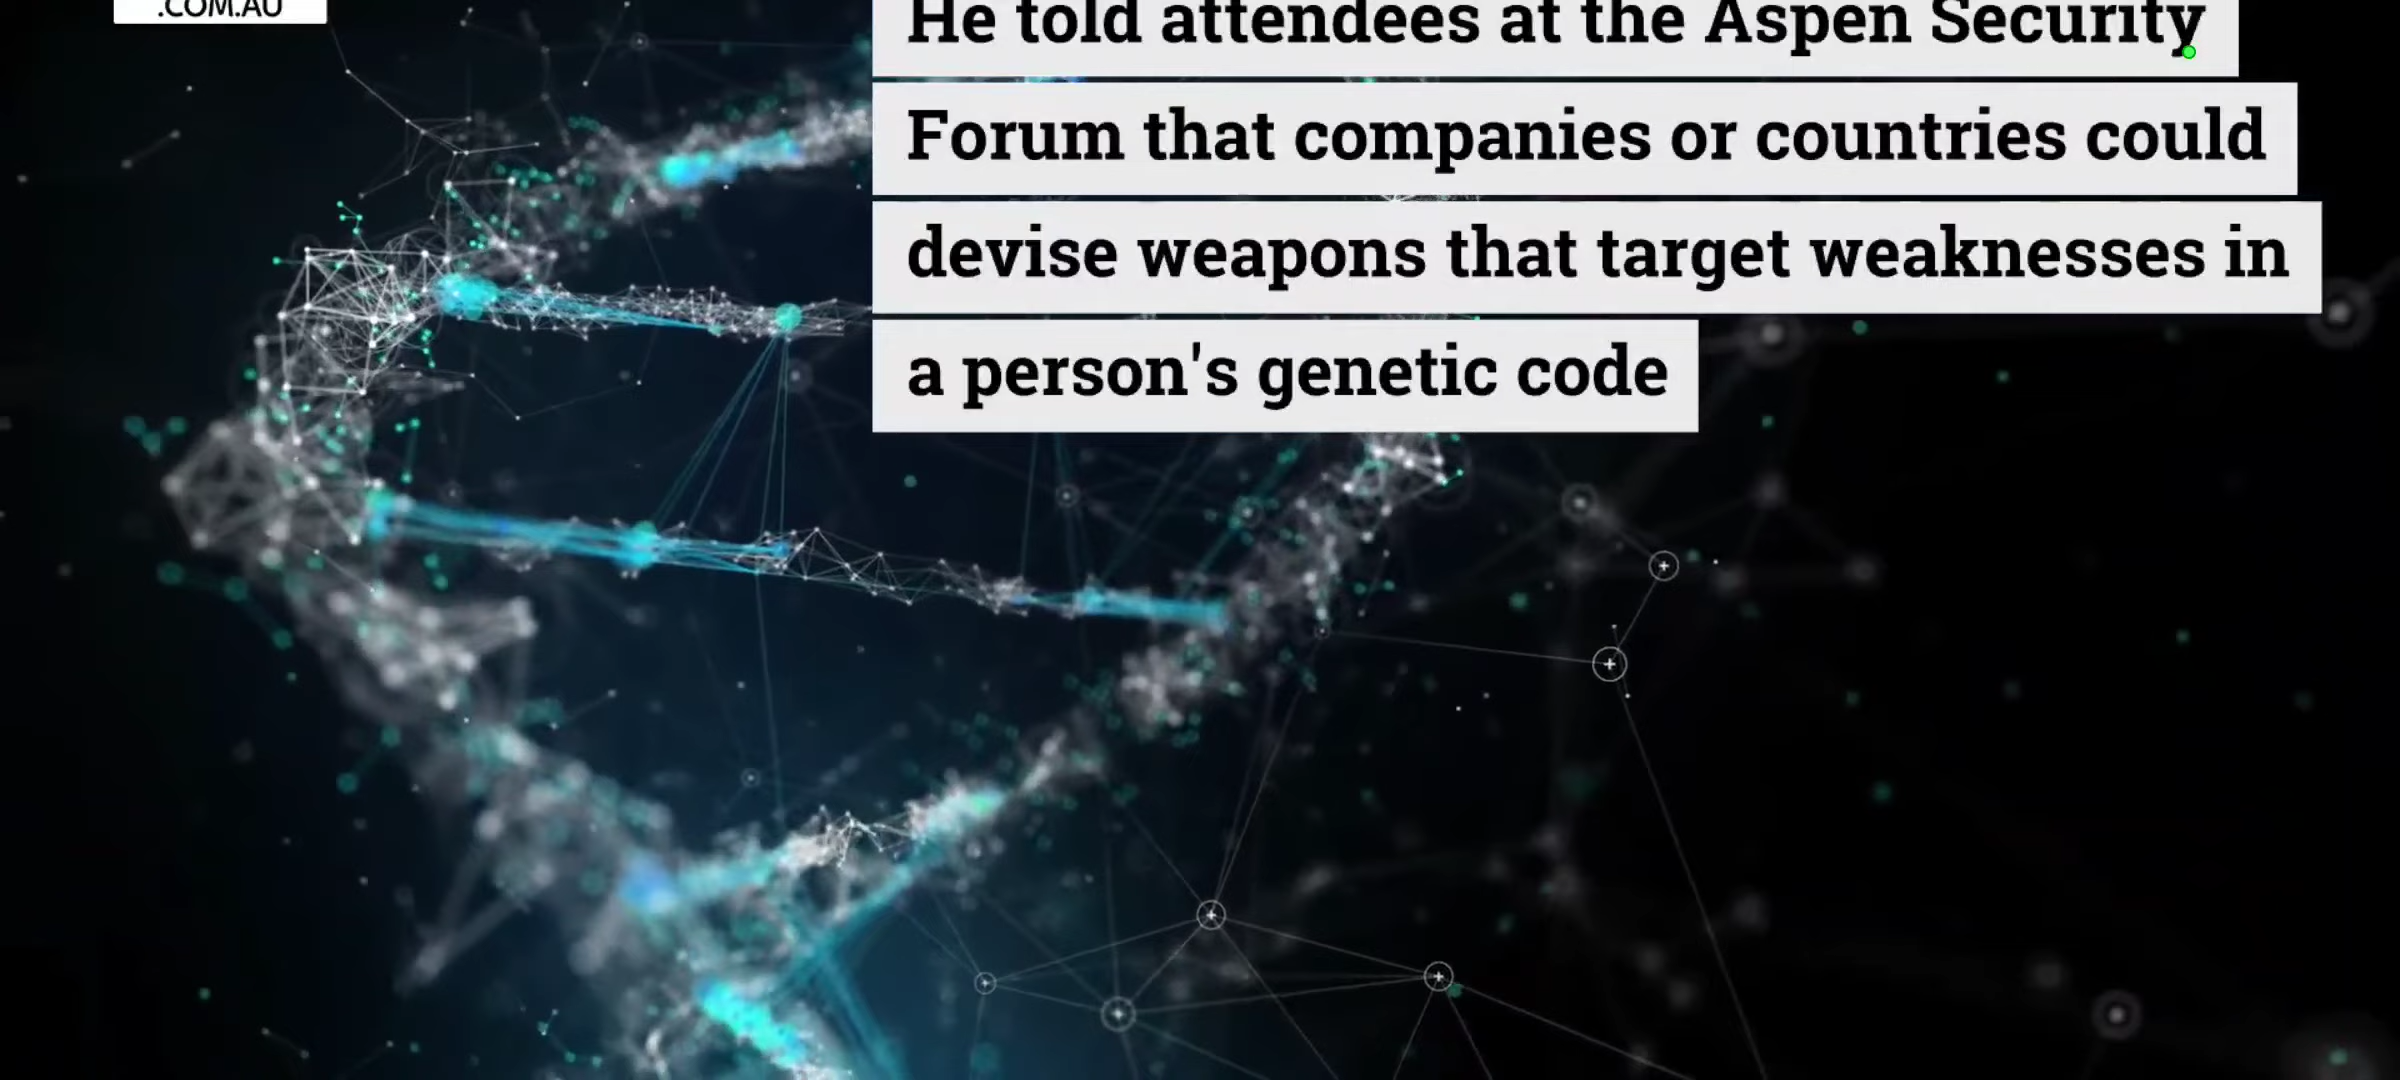 .COM.AU
He told attendees at the Aspen Security
Forum that companies or countries could
devise weapons that target weaknesses in
a person's genetic code